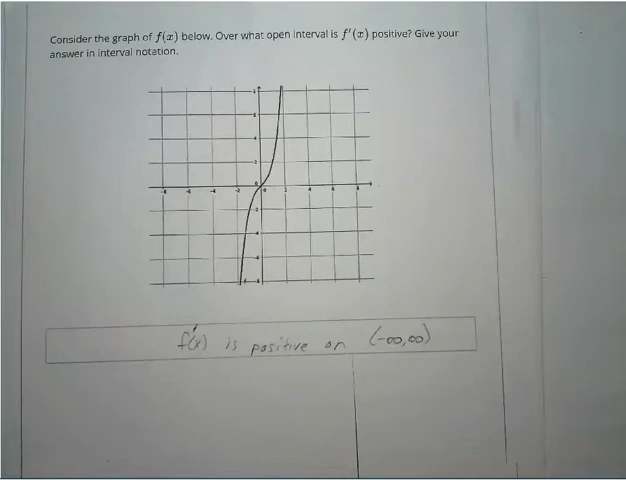 Consider the graph of f(x) below. Over what open interval is f'(x) positive? Give your
answer in interval notation.
f'(x) is positive on (-∞,∞)